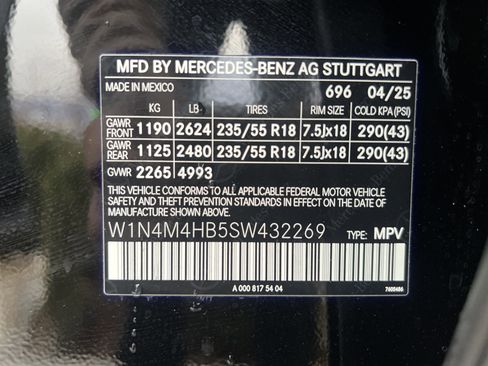 MFD BY MERCEDES-BENZ AG STUTTGART
MADE IN MEXICO 696 04/25
KG LB TIRES RIM SIZE COLD KPA(PSI)
GAWR FRONT 1190 2624 235/55 R18 7.5Jx18 290(43)
GAWR REAR 1125 2480 235/55 R18 7.5Jx18 290(43)
GVWR 2265 4993
THIS VEHICLE CONFORMS TO ALL APPLICABLE FEDERAL MOTOR VEHICLE
SAFETY AND THEFT PREVENTION STANDARDS IN EFFECT ON THE DATE OF
MANUFACTURE SHOWN ABOVE.
W1N4M4HB5SW432269 TYPE: MPV
A 000 817 54 04